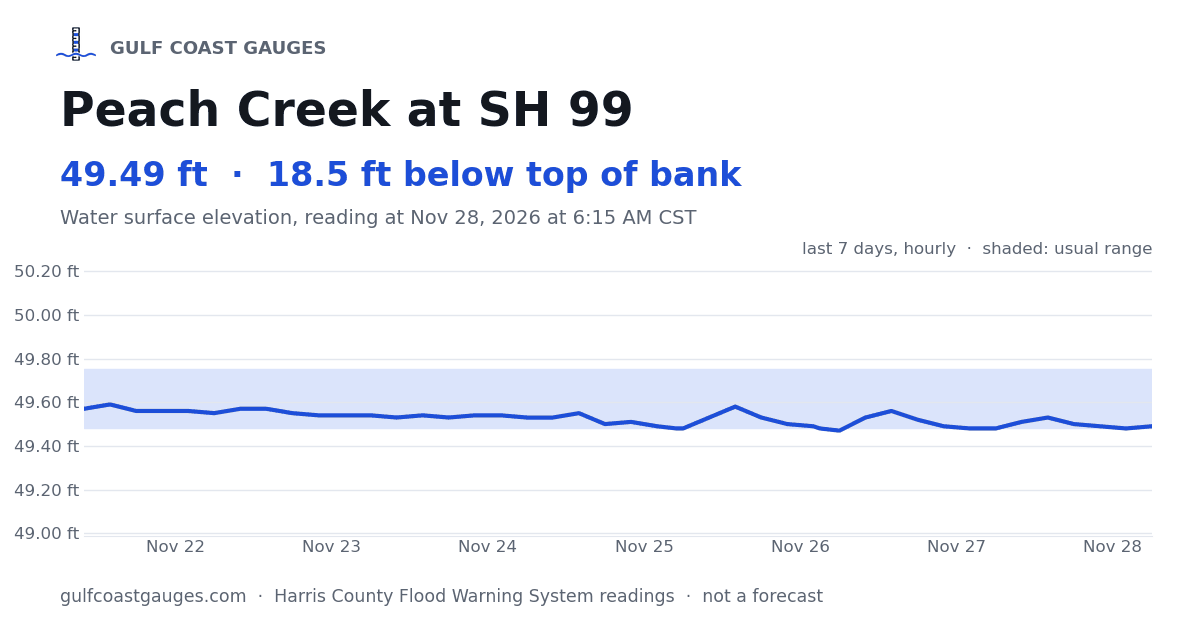 GULF COAST GAUGES
Peach Creek at SH 99
49.49 ft · 18.5 ft below top of bank
Water surface elevation, reading at Nov 28, 2026 at 6:15 AM CST
last 7 days, hourly · shaded: usual range
50.20 ft
50.00 ft
49.80 ft
49.60 ft
49.40 ft
49.20 ft
49.00 ft
Nov 22 Nov 23 Nov 24 Nov 25 Nov 26 Nov 27 Nov 28
gulfcoastgauges.com · Harris County Flood Warning System readings · not a forecast